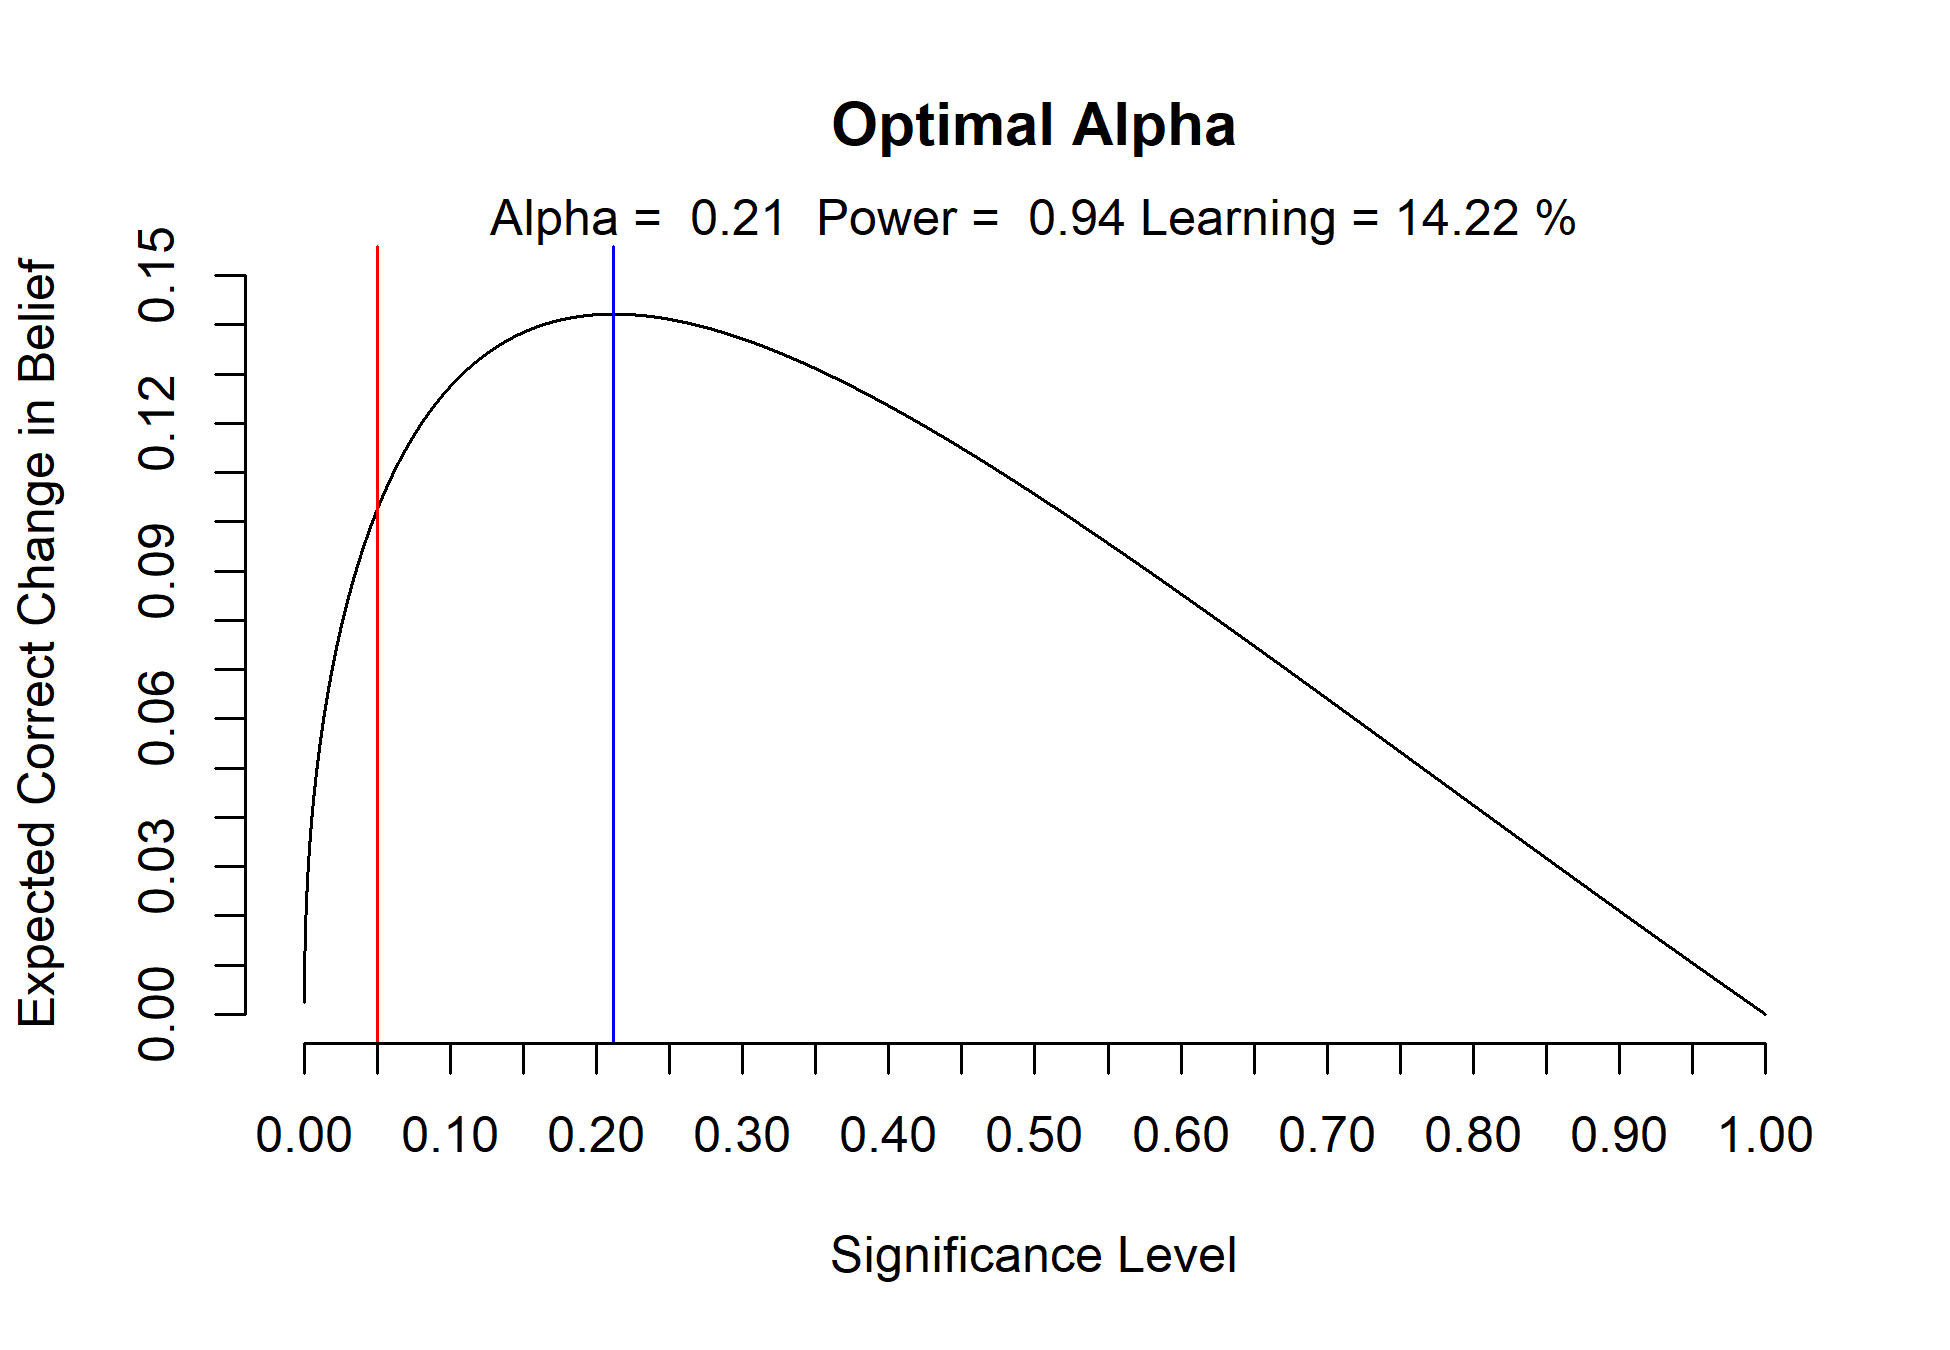 Optimal Alpha
Alpha =  0.21  Power =  0.94 Learning = 14.22 %
Expected Correct Change in Belief
0.15
0.12
0.09
0.06
0.03
0.00
0.00 0.10 0.20 0.30 0.40 0.50 0.60 0.70 0.80 0.90 1.00
Significance Level